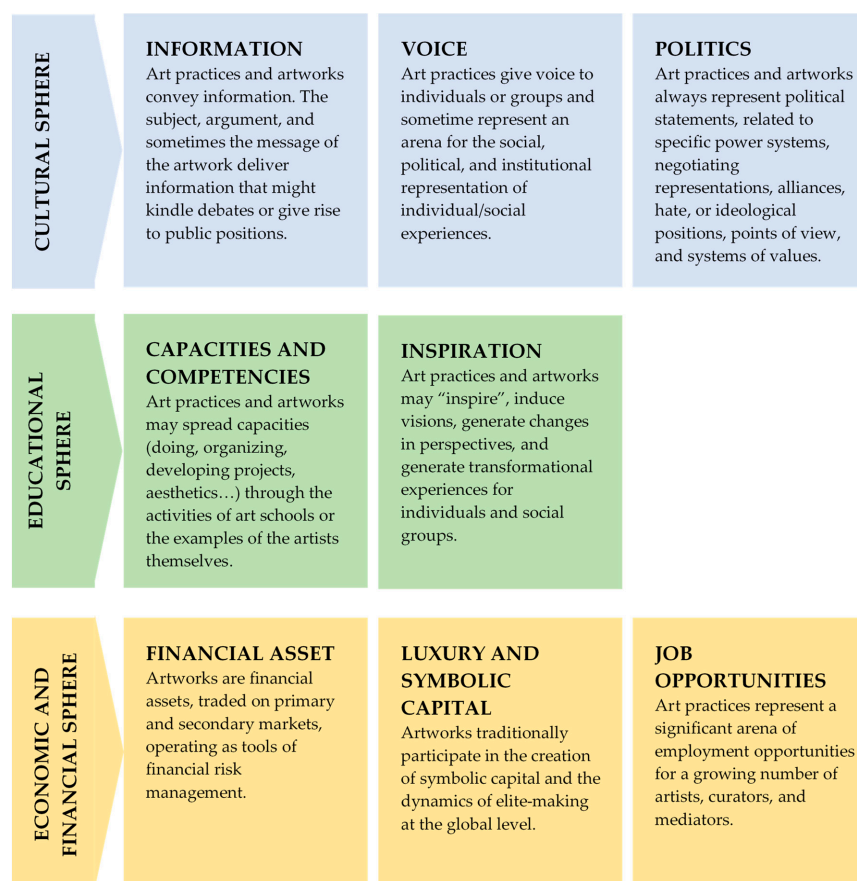 CULTURAL SPHERE
INFORMATION
Art practices and artworks
convey information. The
subject, argument, and
sometimes the message of
the artwork deliver
information that might
kindle debates or give rise
to public positions.
VOICE
Art practices give voice to
individuals or groups and
sometime represent an
arena for the social,
political, and institutional
representation of
individual/social
experiences.
POLITICS
Art practices and artworks
always represent political
statements, related to
specific power systems,
negotiating
representations, alliances,
hate, or ideological
positions, points of view,
and systems of values.
EDUCATIONAL
SPHERE
CAPACITIES AND
COMPETENCIES
Art practices and artworks
may spread capacities
(doing, organizing,
developing projects,
aesthetics…) through the
activities of art schools or
the examples of the artists
themselves.
INSPIRATION
Art practices and artworks
may “inspire”, induce
visions, generate changes
in perspectives, and
generate transformational
experiences for
individuals and social
groups.
ECONOMIC AND
FINANCIAL SPHERE
FINANCIAL ASSET
Artworks are financial
assets, traded on primary
and secondary markets,
operating as tools of
financial risk
management.
LUXURY AND
SYMBOLIC
CAPITAL
Artworks traditionally
participate in the creation
of symbolic capital and the
dynamics of elite-making
at the global level.
JOB
OPPORTUNITIES
Art practices represent a
significant arena of
employment opportunities
for a growing number of
artists, curators, and
mediators.